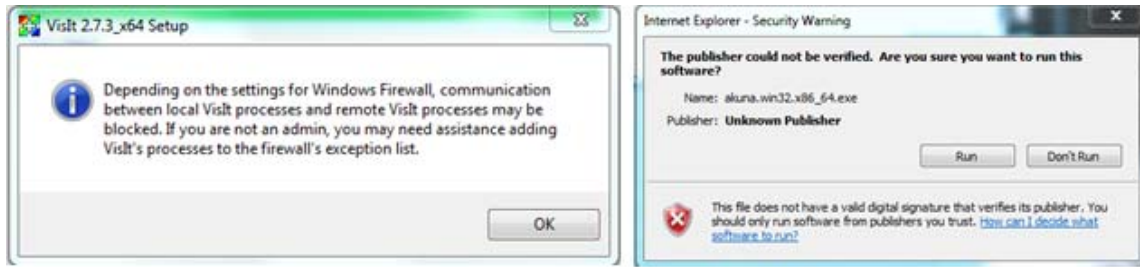 VisIt 2.7.3_x64 Setup
Depending on the settings for Windows Firewall, communication
between local VisIt processes and remote VisIt processes may be
blocked. If you are not an admin, you may need assistance adding
VisIt's processes to the firewall's exception list.
OK
Internet Explorer - Security Warning
The publisher could not be verified. Are you sure you want to run this
software?
Name: akuna.win32.x86_64.exe
Publisher: Unknown Publisher
Run
Don't Run
This file does not have a valid digital signature that verifies its publisher. You
should only run software from publishers you trust. How can I decide what
software to run?